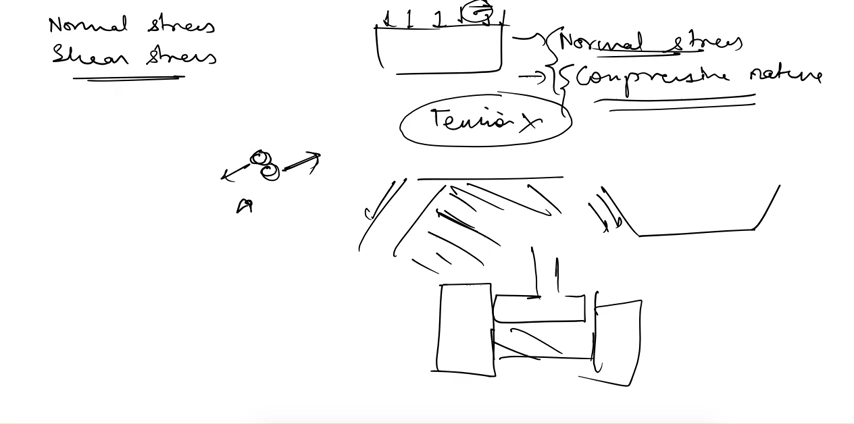 Normal stress
Shear stress
Normal stress
Compressive nature
Tension X